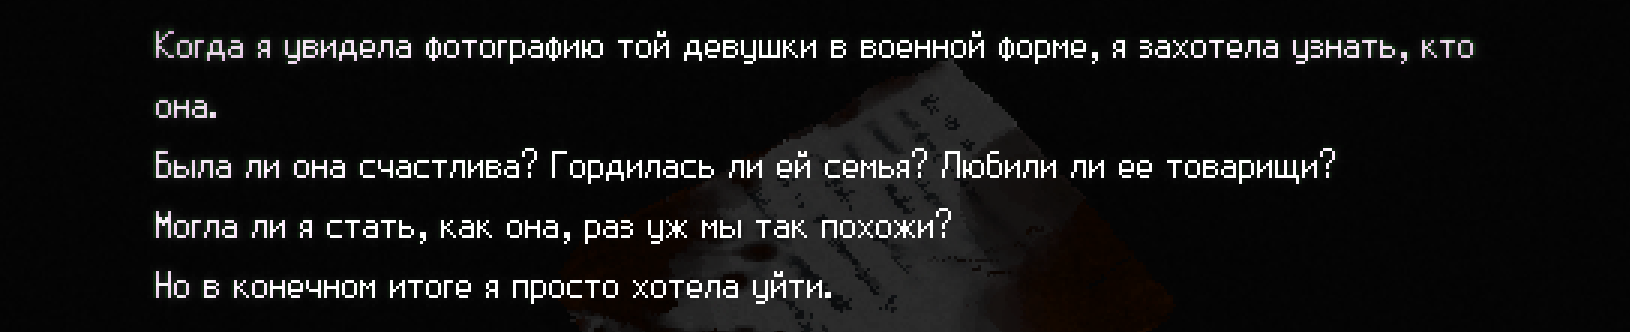 Когда я увидела фотографию той девушки в военной форме, я захотела узнать, кто
она.
Была ли она счастлива? Гордилась ли ей семья? Любили ли ее товарищи?
Могла ли я стать, как она, раз уж мы так похожи?
Но в конечном итоге я просто хотела уйти.